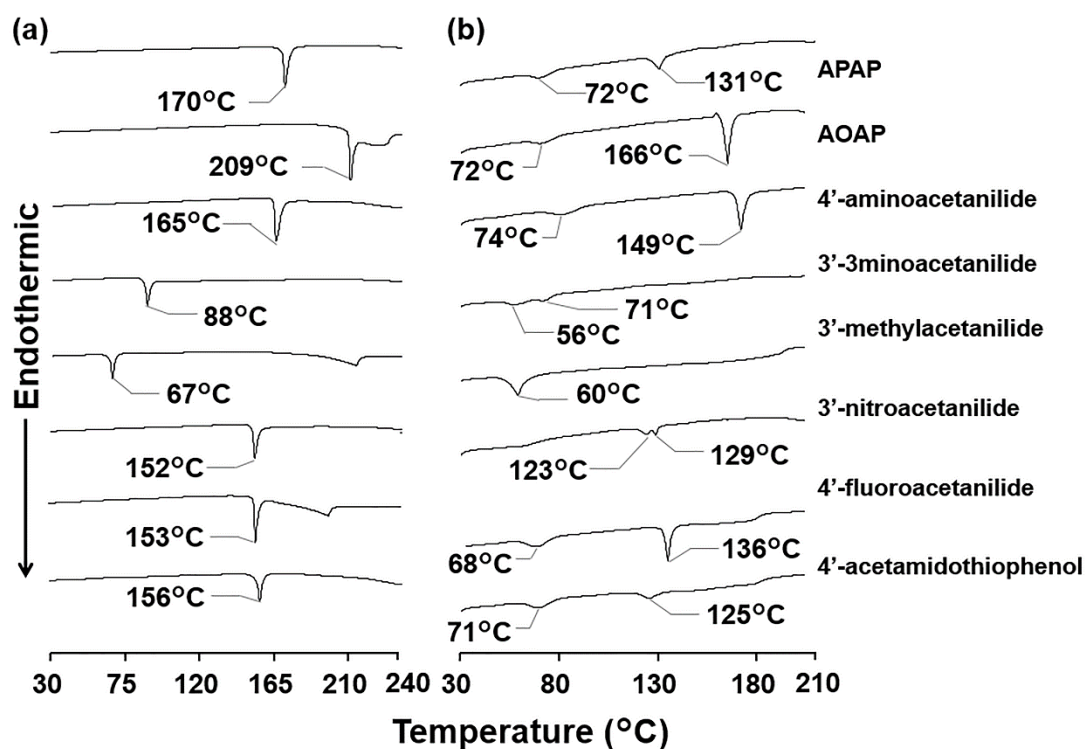 (a)
170°C
209°C
165°C
88°C
67°C
152°C
153°C
156°C
Endothermic
30 75 120 165 210 240
(b)
72°C 131°C
72°C 166°C
74°C 149°C
56°C 71°C
60°C
123°C 129°C
68°C 136°C
71°C 125°C
30 80 130 180 210
APAP
AOAP
4’-aminoacetanilide
3’-3minoacetanilide
3’-methylacetanilide
3’-nitroacetanilide
4’-fluoroacetanilide
4’-acetamidothiophenol
Temperature (°C)